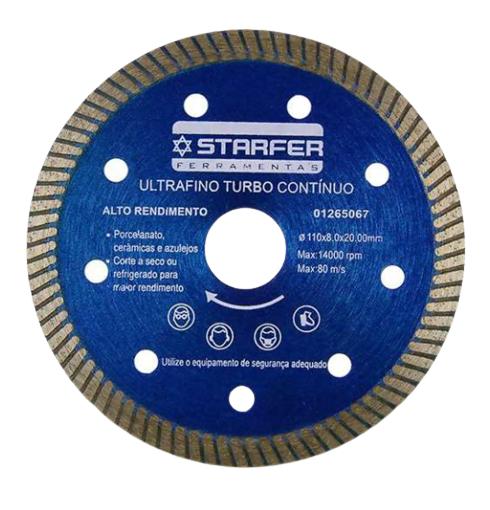 STARFER
FERRAMENTAS
ULTRAFINO TURBO CONTÍNUO
ALTO RENDIMENTO
• Porcelanato,
cerâmicas e azulejos
• Corte à seco ou
refrigerado para
maior rendimento
01265067
ø 110x8,0x20,00mm
Max:14000 rpm
Max:80 m/s
Utilize o equipamento de segurança adequado